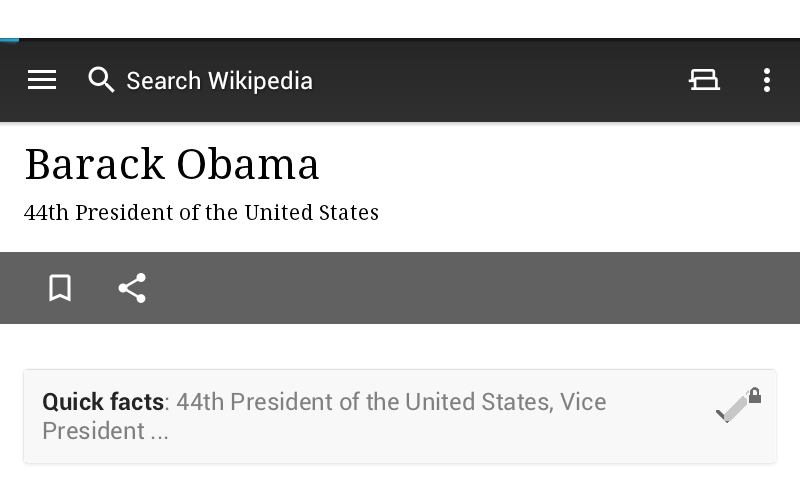 Search Wikipedia
Barack Obama
44th President of the United States
Quick facts: 44th President of the United States, Vice
President ...